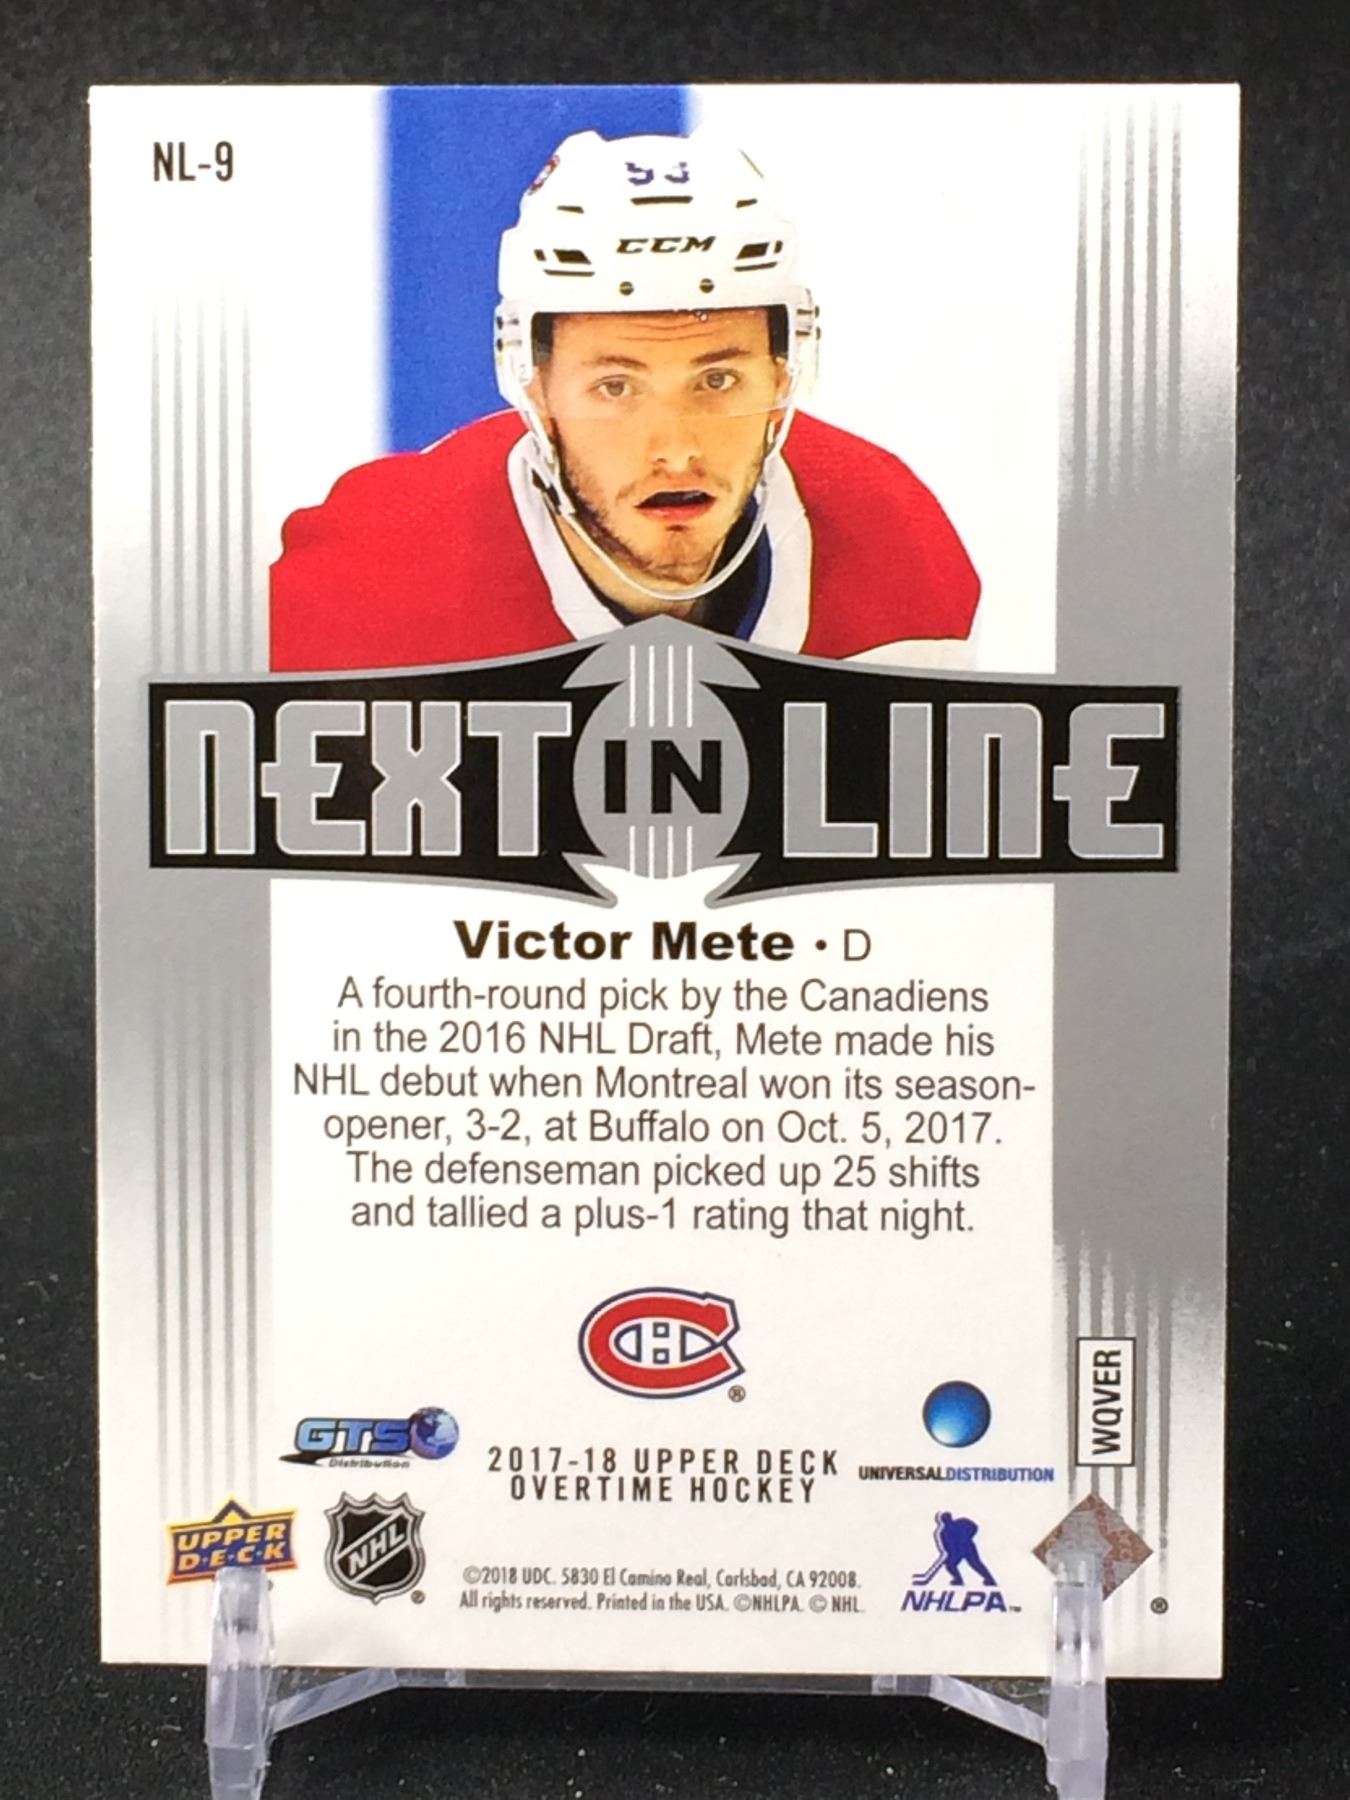 NL-9
53
CCM
NEXT IN LINE
Victor Mete • D
A fourth-round pick by the Canadiens
in the 2016 NHL Draft, Mete made his
NHL debut when Montreal won its season-
opener, 3-2, at Buffalo on Oct. 5, 2017.
The defenseman picked up 25 shifts
and tallied a plus-1 rating that night.
CH ®
WQVER
GTS
Distribution
2017-18 UPPER DECK
OVERTIME HOCKEY
UNIVERSALDISTRIBUTION
UPPER
D•E•C•K
NHL ®
©2018 UDC. 5830 El Camino Real, Carlsbad, CA 92008.
All rights reserved. Printed in the USA. ©NHLPA. © NHL.
NHLPA™
®